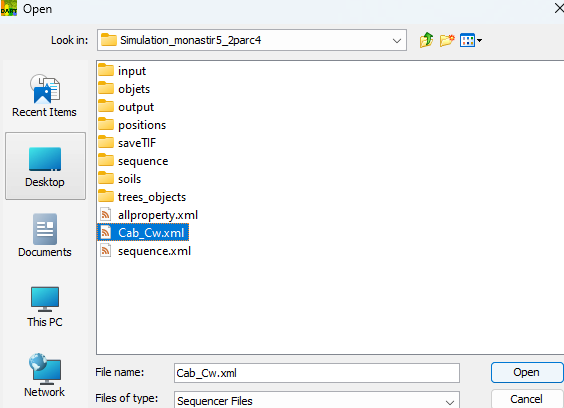 DART
Open
Look in:
Simulation_monastir5_2parc4
Recent Items
Desktop
Documents
This PC
Network
input
objets
output
positions
saveTIF
sequence
soils
trees_objects
allproperty.xml
Cab_Cw.xml
sequence.xml
File name:
Cab_Cw.xml
Open
Files of type:
Sequencer Files
Cancel